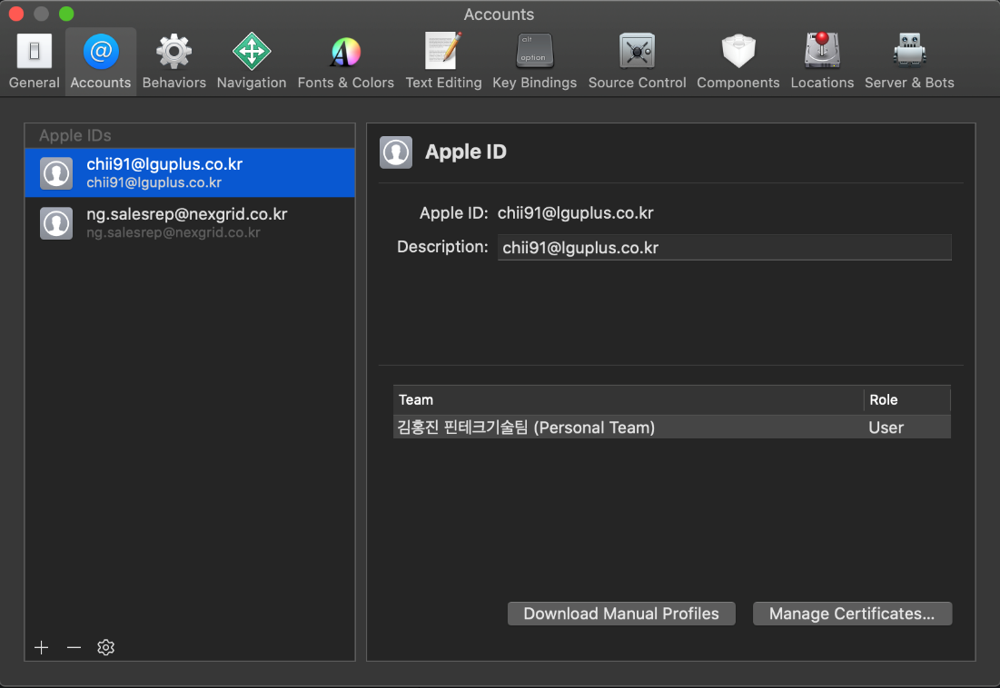 Accounts
General
Accounts
Behaviors
Navigation
Fonts & Colors
Text Editing
Key Bindings
Source Control
Components
Locations
Server & Bots
alt
option
Apple IDs
chii91@lguplus.co.kr
chii91@lguplus.co.kr
ng.salesrep@nexgrid.co.kr
ng.salesrep@nexgrid.co.kr
Apple ID
Apple ID: chii91@lguplus.co.kr
Description: chii91@lguplus.co.kr
Team Role
김홍진 핀테크기술팀 (Personal Team) User
Download Manual Profiles
Manage Certificates...